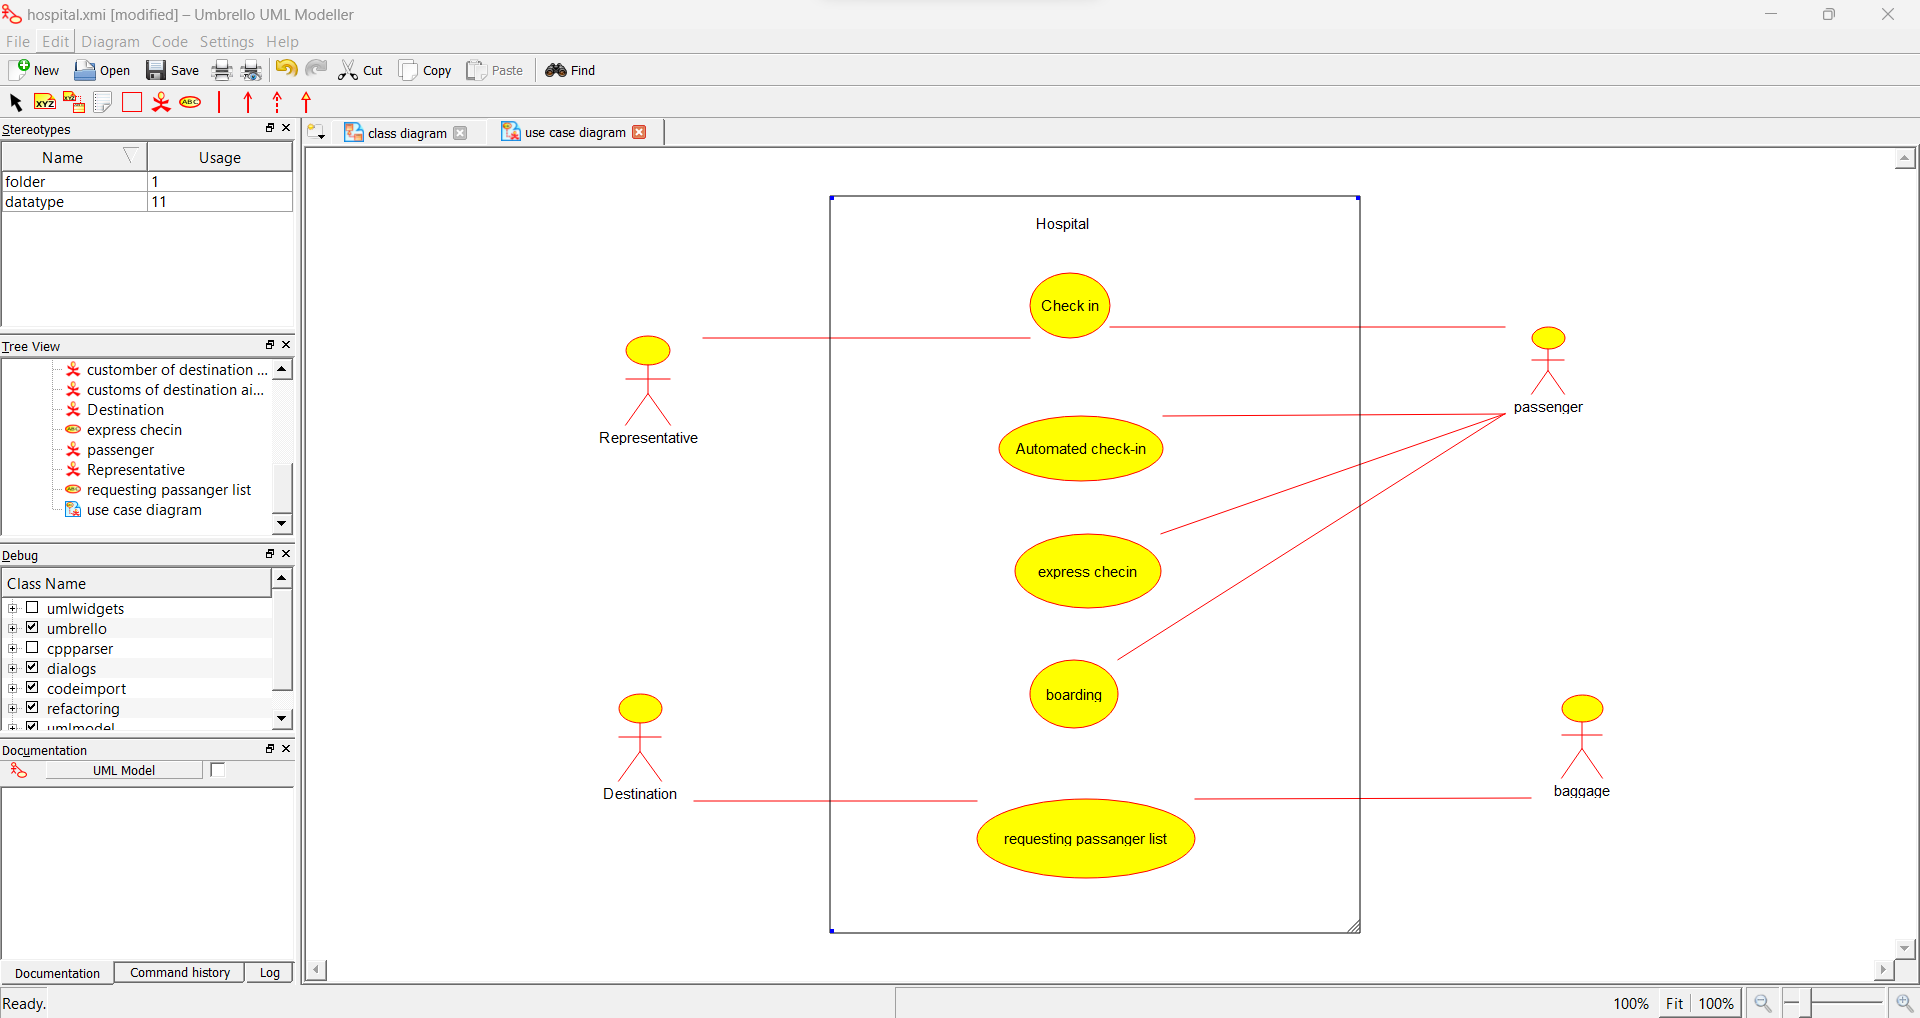 hospital.xmi [modified] – Umbrello UML Modeller
File Edit Diagram Code Settings Help
New Open Save Cut Copy Paste Find
XYZ XYZ ABC
Stereotypes
class diagram use case diagram
Name Usage
folder 1
datatype 11
Tree View
customber of destination ...
customs of destination ai...
Destination
express checin
passenger
Representative
requesting passanger list
use case diagram
Debug
Class Name
umlwidgets
umbrello
cppparser
dialogs
codeimport
refactoring
umlmodel
Documentation
UML Model
Documentation Command history Log
Ready.
Hospital
Check in
Representative
passenger
Automated check-in
express checin
boarding
Destination
baggage
requesting passanger list
100% Fit 100%